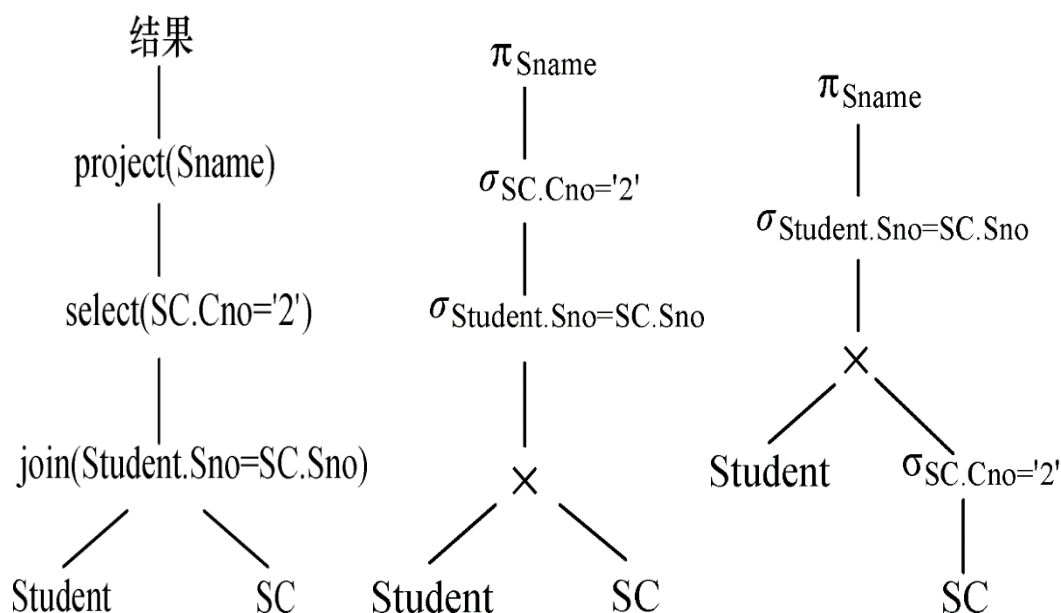 结果
project(Sname)
select(SC.Cno='2')
join(Student.Sno=SC.Sno)
Student SC
πSname
σSC.Cno='2'
σStudent.Sno=SC.Sno
×
Student SC
πSname
σStudent.Sno=SC.Sno
×
Student σSC.Cno='2'
SC